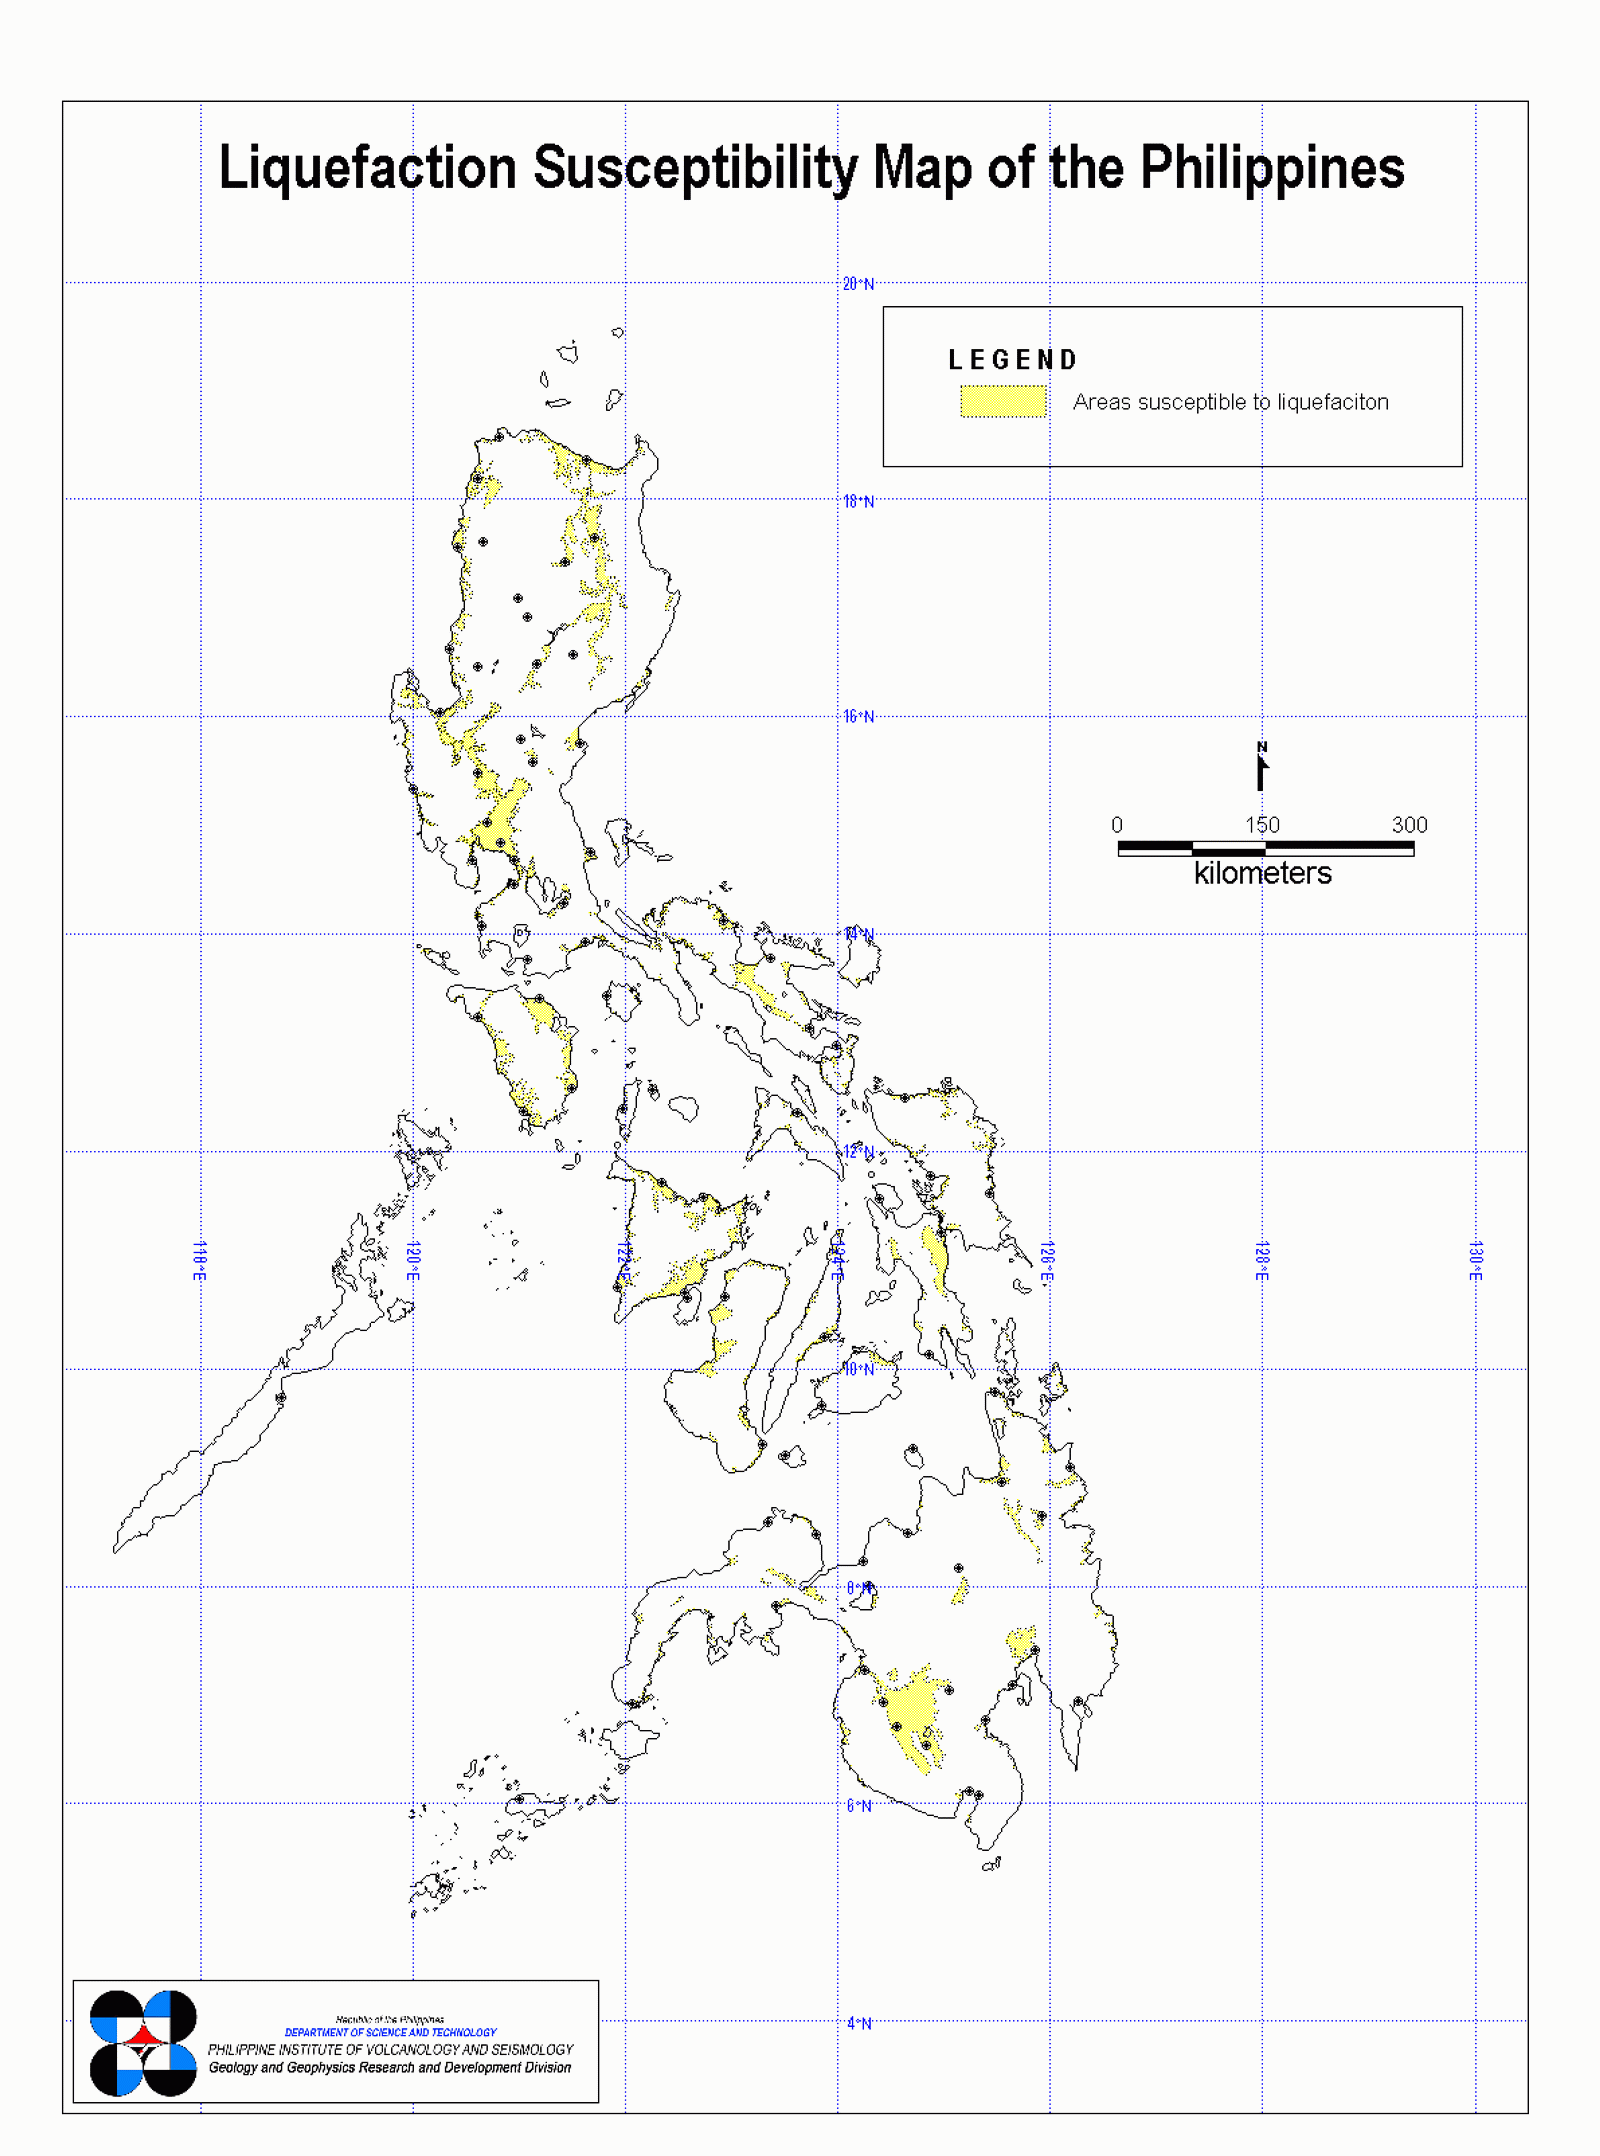 Liquefaction Susceptibility Map of the Philippines
20°N
LEGEND
Areas susceptible to liquefaciton
18°N
16°N
N
0 150 300
kilometers
14°N
12°N
118°E 120°E 122°E 124°E 126°E 128°E 130°E
10°N
8°N
6°N
4°N
Republic of the Philippines
DEPARTMENT OF SCIENCE AND TECHNOLOGY
PHILIPPINE INSTITUTE OF VOLCANOLOGY AND SEISMOLOGY
Geology and Geophysics Research and Development Division